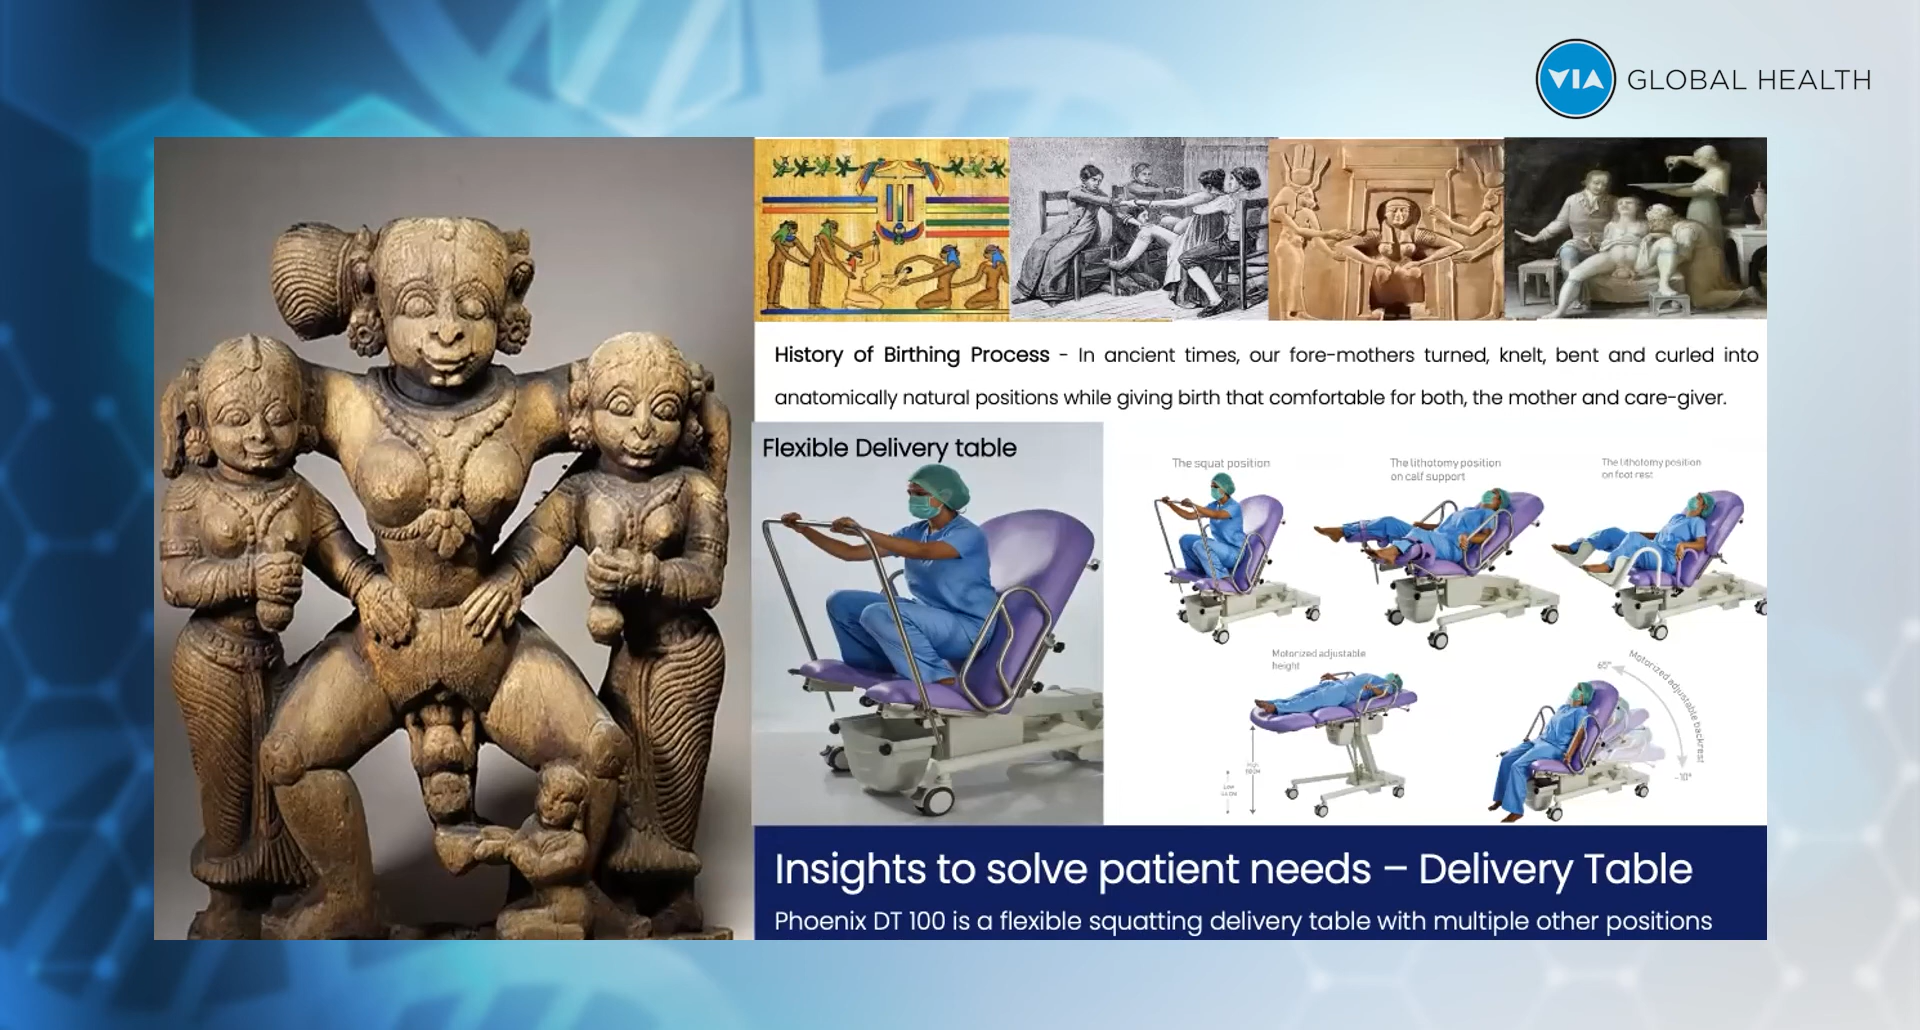 VIA GLOBAL HEALTH
History of Birthing Process - In ancient times, our fore-mothers turned, knelt, bent and curled into
anatomically natural positions while giving birth that comfortable for both, the mother and care-giver.
Flexible Delivery table
The squat position
The lithotomy position
on calf support
The lithotomy position
on foot rest
Motorized adjustable
height
65°
Motorized adjustable backrest
-10°
Insights to solve patient needs – Delivery Table
Phoenix DT 100 is a flexible squatting delivery table with multiple other positions